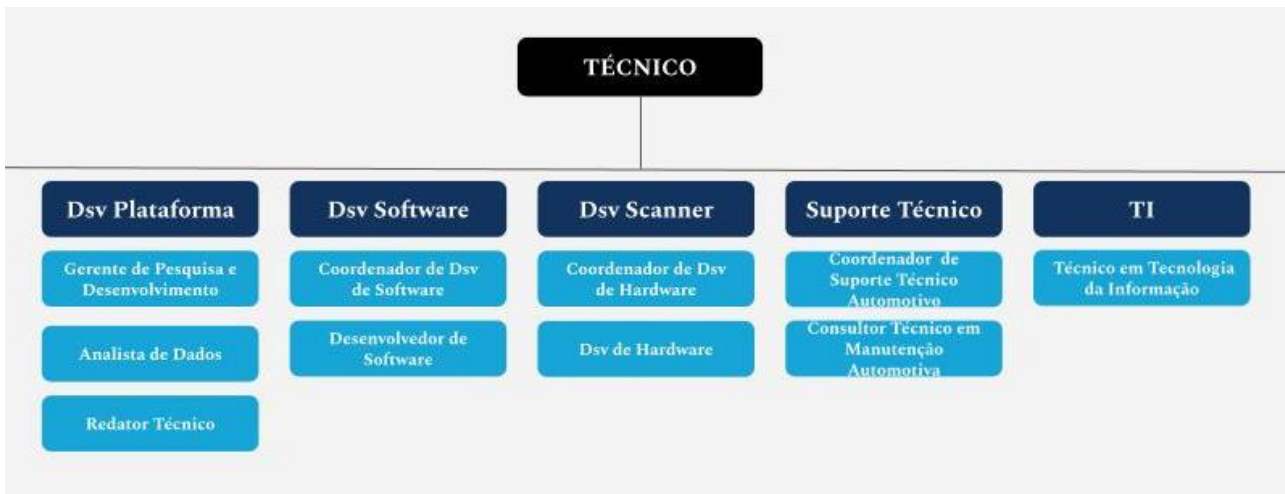 TÉCNICO
Dsv Plataforma
Dsv Software
Dsv Scanner
Suporte Técnico
TI
Gerente de Pesquisa e
Desenvolvimento
Coordenador de Dsv
de Software
Coordenador de Dsv
de Hardware
Coordenador de
Suporte Técnico
Automotivo
Técnico em Tecnologia
da Informação
Analista de Dados
Desenvolvedor de
Software
Dsv de Hardware
Consultor Técnico em
Manutenção
Automotiva
Redator Técnico